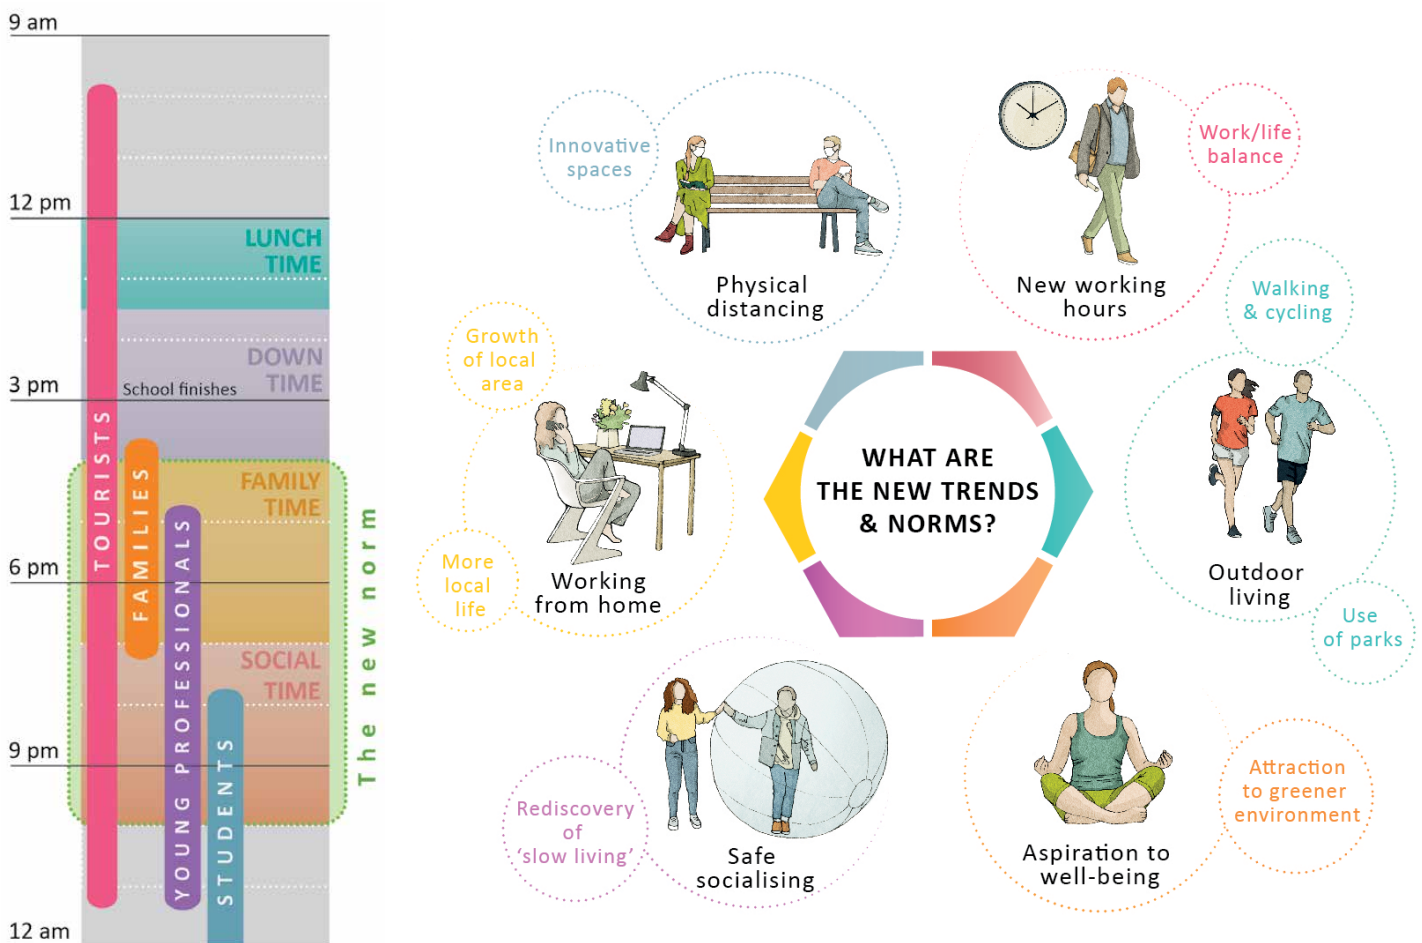 9 am
12 pm
LUNCH
TIME
DOWN
TIME
3 pm
School finishes
FAMILY
TIME
6 pm
SOCIAL
TIME
9 pm
12 am
TOURISTS
FAMILIES
YOUNG PROFESSIONALS
STUDENTS
The new norm
Innovative
spaces
Physical
distancing
Work/life
balance
New working
hours
Walking
& cycling
Growth
of local
area
More
local
life
Working
from home
WHAT ARE
THE NEW TRENDS
& NORMS?
Outdoor
living
Use
of parks
Rediscovery
of
‘slow living’
Safe
socialising
Aspiration to
well-being
Attraction
to greener
environment